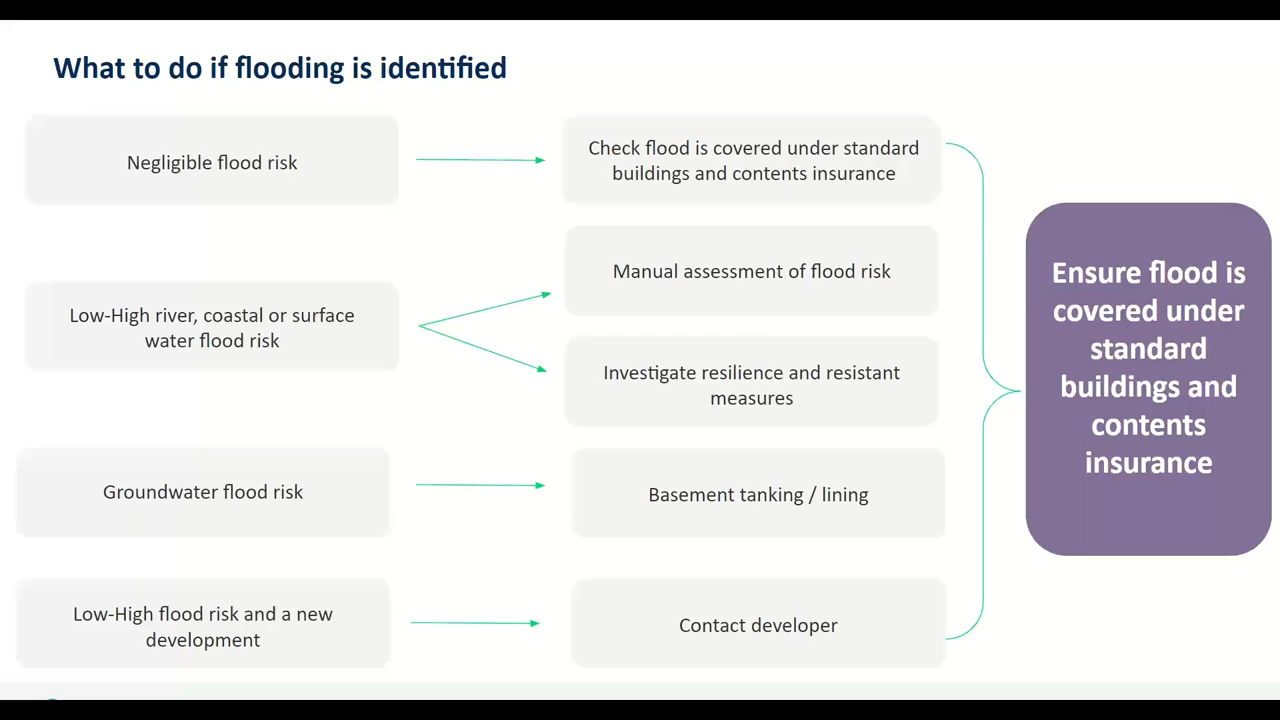 What to do if flooding is identified
Negligible flood risk
Check flood is covered under standard
buildings and contents insurance
Low-High river, coastal or surface
water flood risk
Manual assessment of flood risk
Investigate resilience and resistant
measures
Groundwater flood risk
Basement tanking / lining
Low-High flood risk and a new
development
Contact developer
Ensure flood is
covered under
standard
buildings and
contents
insurance